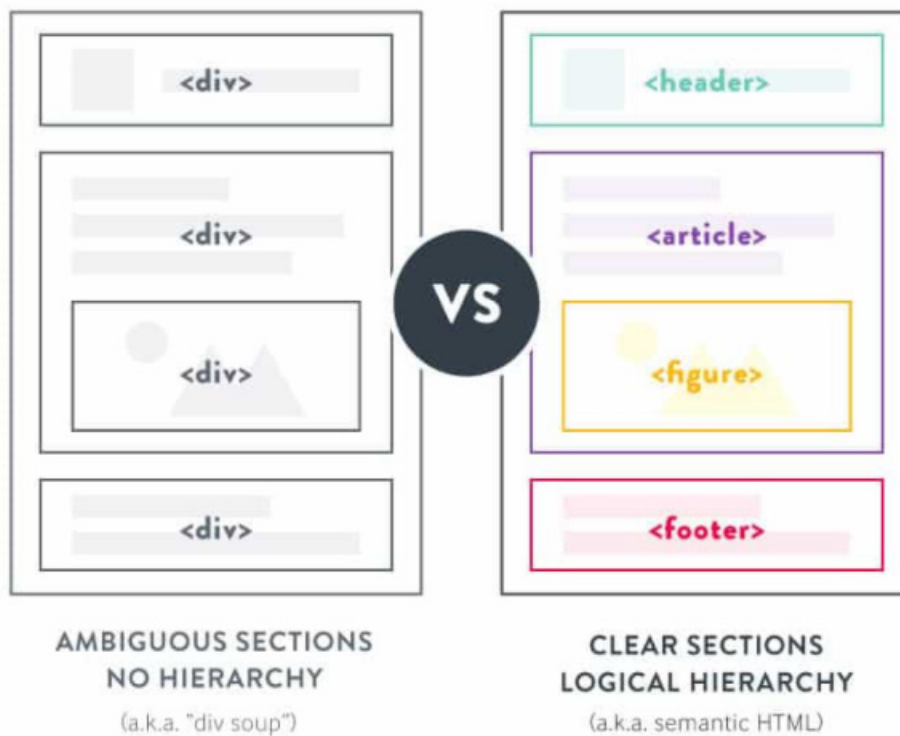 <div>
<div>
<div>
<div>
AMBIGUOUS SECTIONS
NO HIERARCHY
(a.k.a. "div soup")
VS
<header>
<article>
<figure>
<footer>
CLEAR SECTIONS
LOGICAL HIERARCHY
(a.k.a. semantic HTML)